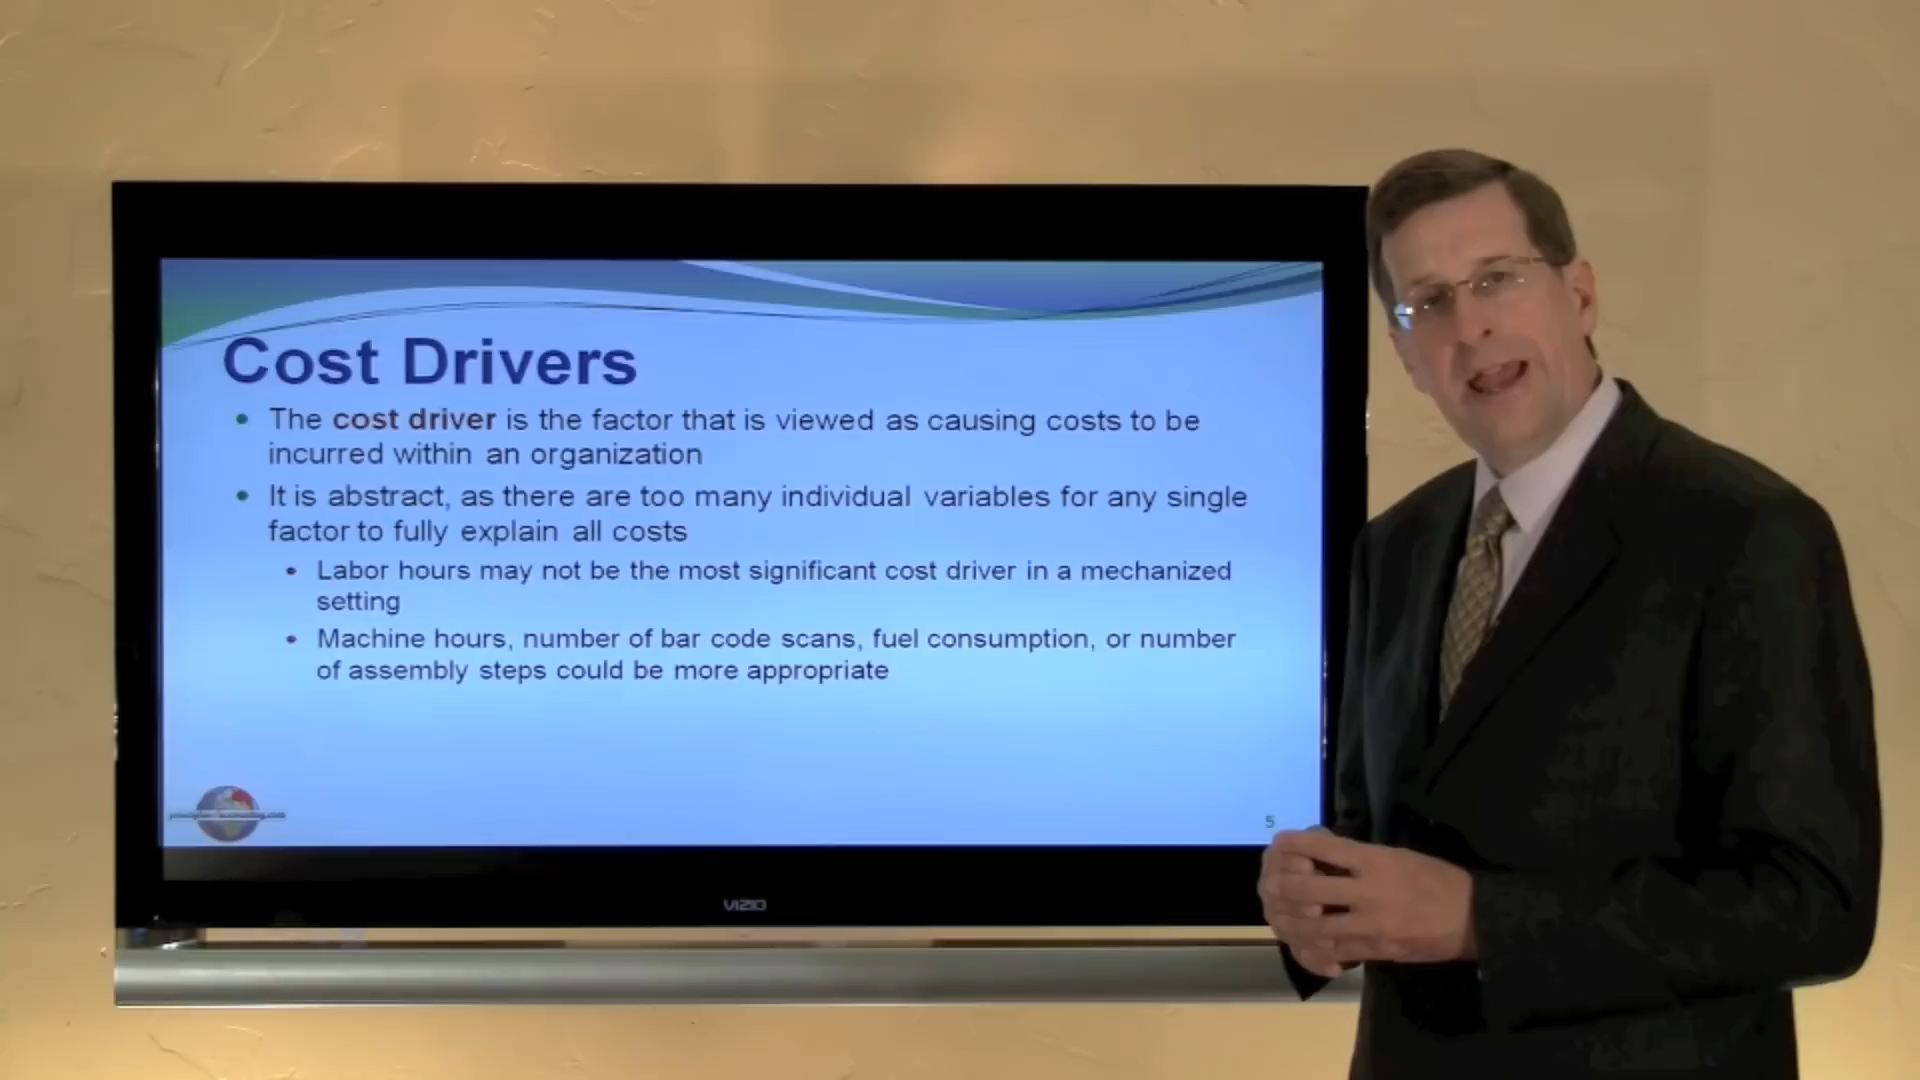 Cost Drivers
• The cost driver is the factor that is viewed as causing costs to be
incurred within an organization
• It is abstract, as there are too many individual variables for any single
factor to fully explain all costs
• Labor hours may not be the most significant cost driver in a mechanized
setting
• Machine hours, number of bar code scans, fuel consumption, or number
of assembly steps could be more appropriate
5
VIZIO